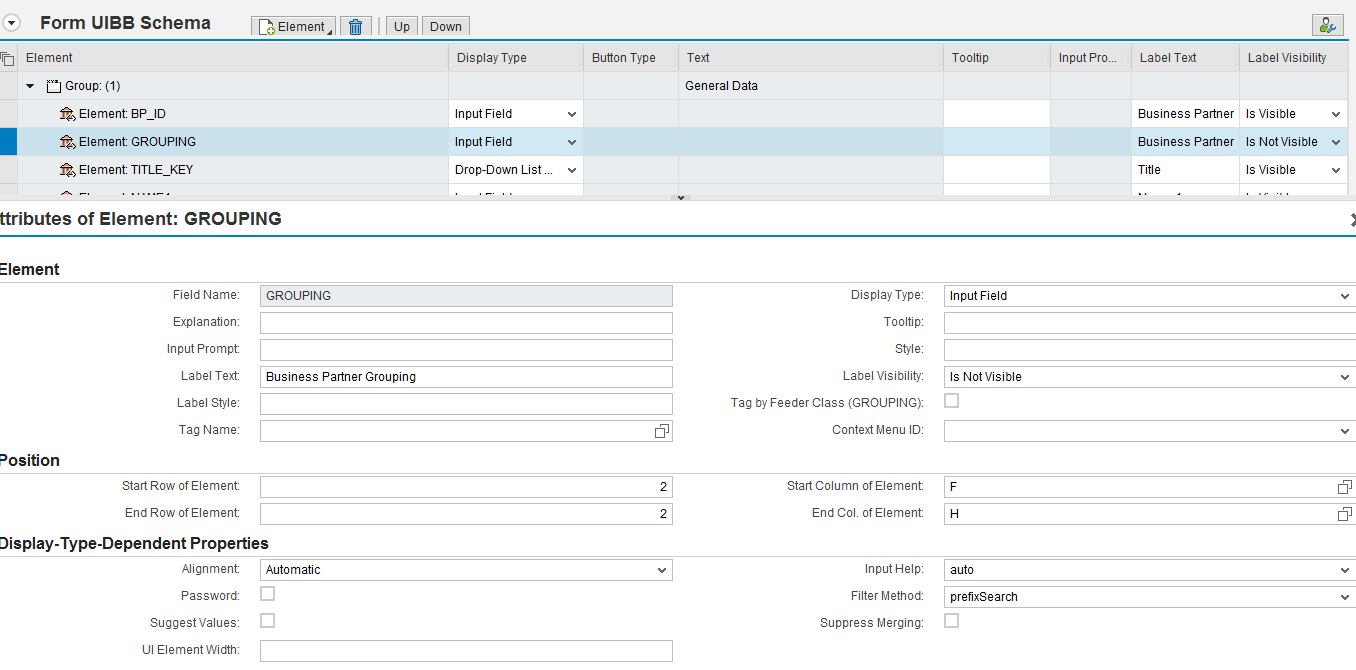 Form UIBB Schema Element Up Down
Element Display Type Button Type Text Tooltip Input Pro... Label Text Label Visibility
Group: (1) General Data
Element: BP_ID Input Field Business Partner Is Visible
Element: GROUPING Input Field Business Partner Is Not Visible
Element: TITLE_KEY Drop-Down List ... Title Is Visible
ttributes of Element: GROUPING
Element
Field Name: GROUPING Display Type: Input Field
Explanation: Tooltip:
Input Prompt: Style:
Label Text: Business Partner Grouping Label Visibility: Is Not Visible
Label Style: Tag by Feeder Class (GROUPING):
Tag Name: Context Menu ID:
Position
Start Row of Element: 2 Start Column of Element: F
End Row of Element: 2 End Col. of Element: H
Display-Type-Dependent Properties
Alignment: Automatic Input Help: auto
Password: Filter Method: prefixSearch
Suggest Values: Suppress Merging:
UI Element Width: